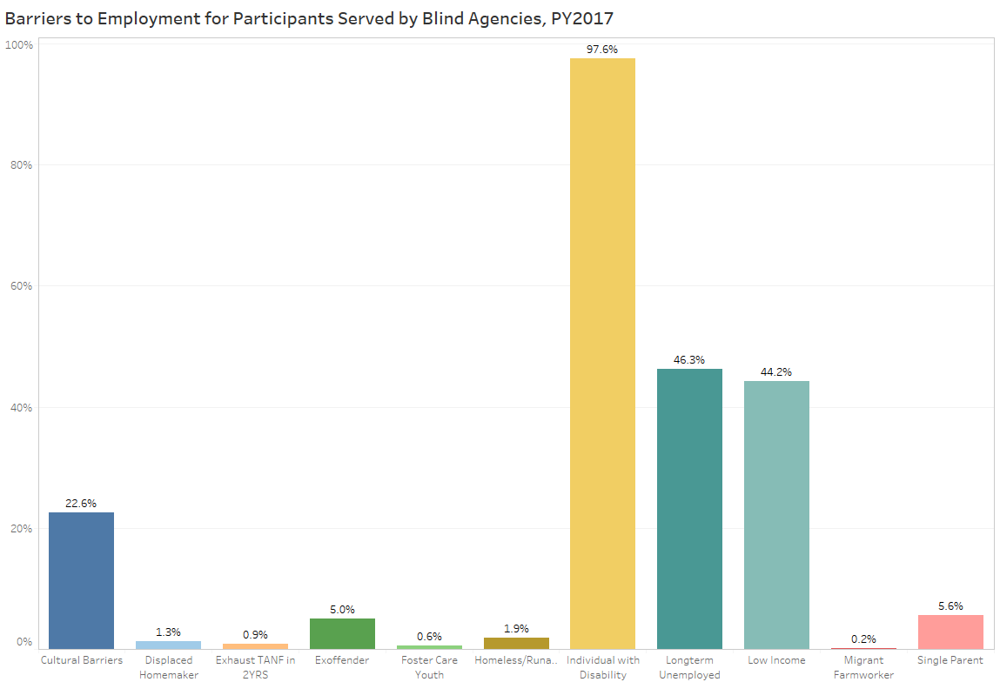 Barriers to Employment for Participants Served by Blind Agencies, PY2017
100%
80%
60%
40%
20%
0%
22.6%
1.3%
0.9%
5.0%
0.6%
1.9%
97.6%
46.3%
44.2%
0.2%
5.6%
Cultural Barriers
Displaced
Homemaker
Exhaust TANF in
2YRS
Exoffender
Foster Care
Youth
Homeless/Runa..
Individual with
Disability
Longterm
Unemployed
Low Income
Migrant
Farmworker
Single Parent